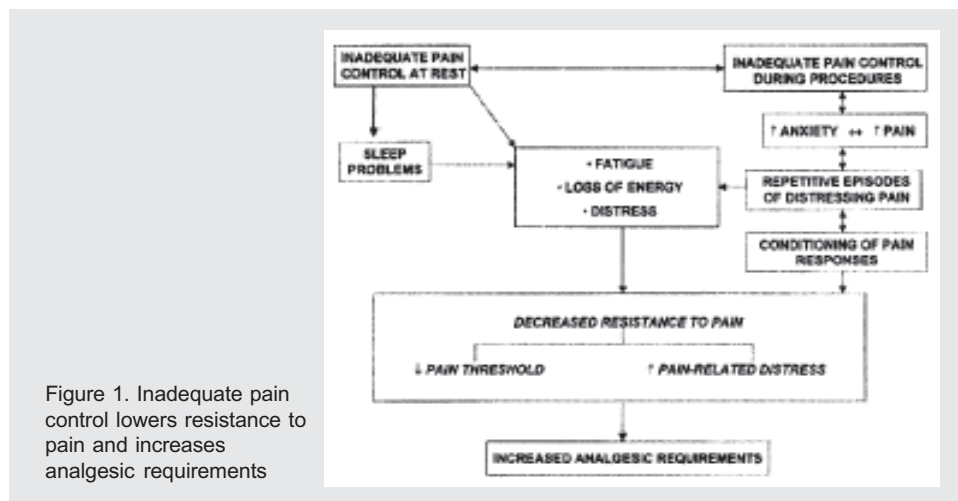 INADEQUATE PAIN
CONTROL AT REST
INADEQUATE PAIN CONTROL
DURING PROCEDURES
↑ ANXIETY ↔ ↑ PAIN
SLEEP
PROBLEMS
• FATIGUE
• LOSS OF ENERGY
• DISTRESS
REPETITIVE EPISODES
OF DISTRESSING PAIN
CONDITIONING OF PAIN
RESPONSES
DECREASED RESISTANCE TO PAIN
↓ PAIN THRESHOLD
↑ PAIN-RELATED DISTRESS
INCREASED ANALGESIC REQUIREMENTS
Figure 1. Inadequate pain
control lowers resistance to
pain and increases
analgesic requirements